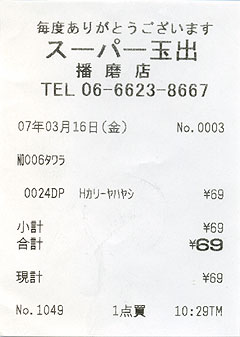 毎度ありがとうございます
スーパー玉出
播磨店
TEL 06-6623-8667
07年03月16日(金) No.0003
№0006タワラ
0024DP Hカリーヤハヤシ ¥69
小計 ¥69
合計 ¥69
現計 ¥69
No.1049 1点買 10:29TM